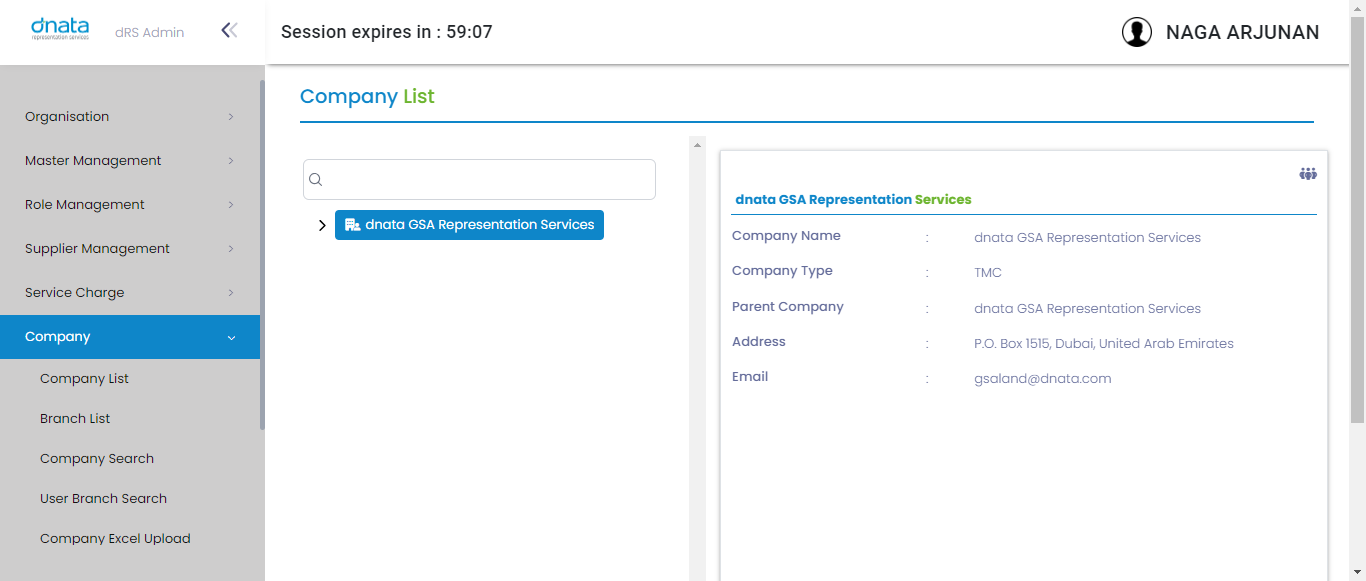 dnata
representation services
dRS Admin
Session expires in : 59:07
NAGA ARJUNAN
Organisation
Master Management
Role Management
Supplier Management
Service Charge
Company
Company List
Branch List
Company Search
User Branch Search
Company Excel Upload
Company List
dnata GSA Representation Services
dnata GSA Representation Services
Company Name : dnata GSA Representation Services
Company Type : TMC
Parent Company : dnata GSA Representation Services
Address : P.O. Box 1515, Dubai, United Arab Emirates
Email : gsaland@dnata.com